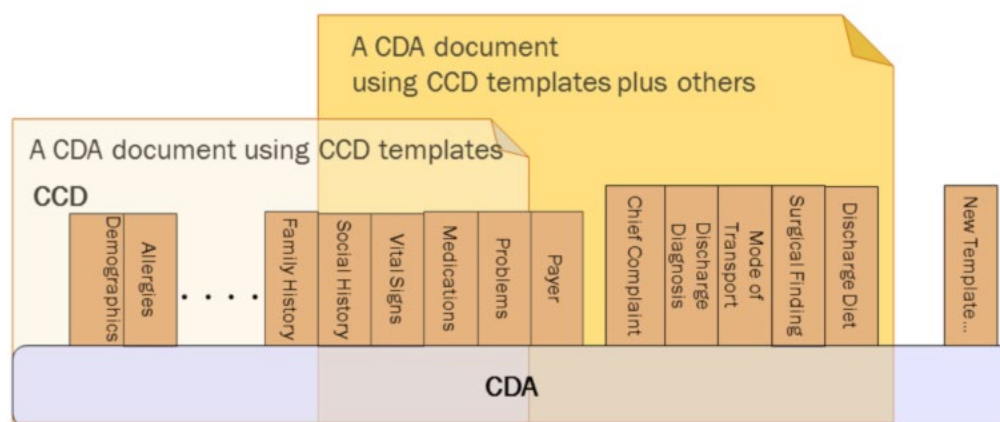 A CDA document
using CCD templates plus others
A CDA document using CCD templates
CCD
Demographics
Allergies
. . . .
Family History
Social History
Vital Signs
Medications
Problems
Payer
Chief Complaint
Discharge
Diagnosis
Mode of
Transport
Surgical Finding
Discharge Diet
New Template...
CDA